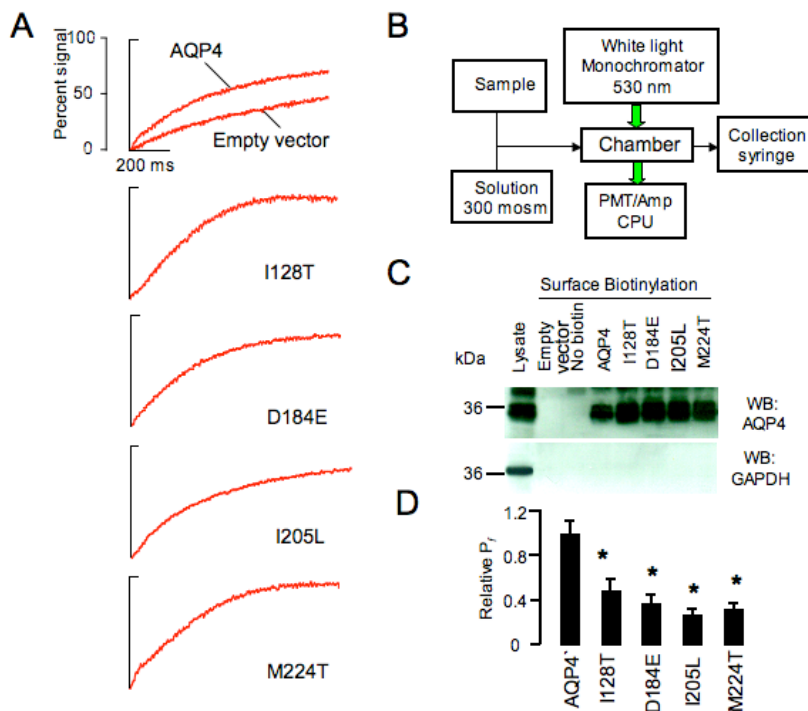 A
Percent signal
100
50
0
AQP4
Empty vector
200 ms
I128T
D184E
I205L
M224T
B
Sample
Solution
300 mosm
White light
Monochromator
530 nm
Chamber
PMT/Amp
CPU
Collection
syringe
C
Surface Biotinylation
kDa
Lysate
Empty
vector
No biotin
AQP4
I128T
D184E
I205L
M224T
36
WB:
AQP4
36
WB:
GAPDH
D
Relative Pf
1.2
0.8
0.4
0
*
*
*
*
AQP4`
I128T
D184E
I205L
M224T